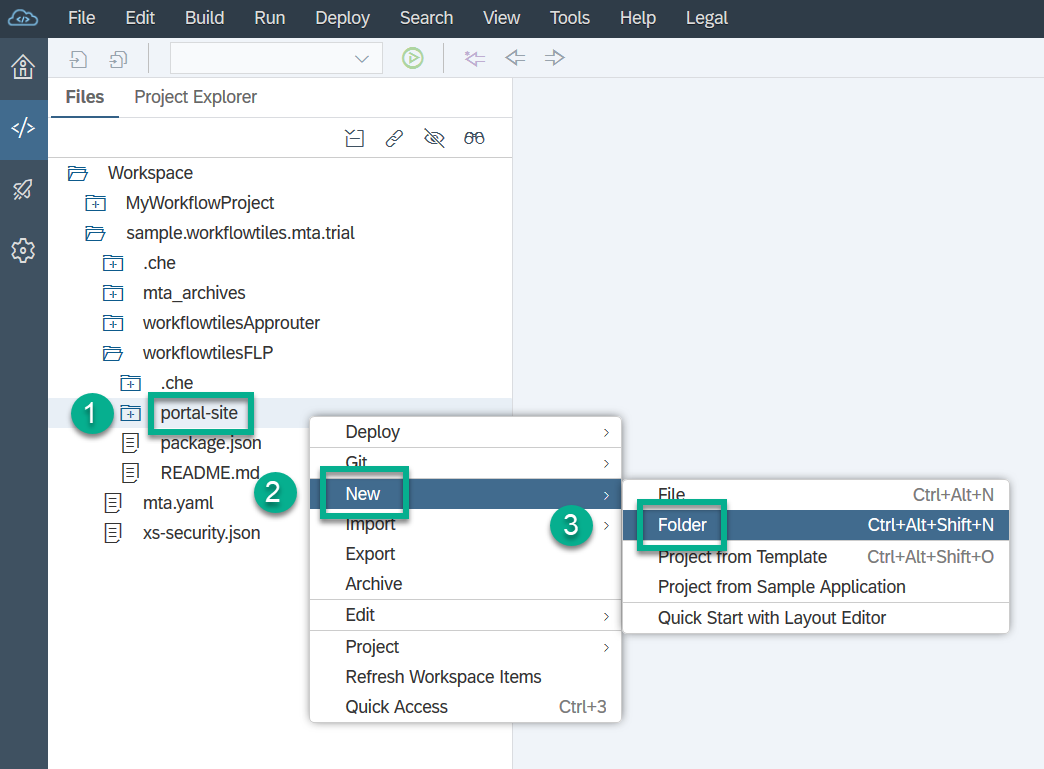 File Edit Build Run Deploy Search View Tools Help Legal
Files Project Explorer
Workspace
MyWorkflowProject
sample.workflowtiles.mta.trial
.che
mta_archives
workflowtilesApprouter
workflowtilesFLP
.che
1 portal-site
package.json
README.md
mta.yaml
xs-security.json
Deploy
Git
2 New
Import
Export
Archive
Edit
Project
Refresh Workspace Items
Quick Access Ctrl+3
File Ctrl+Alt+N
3 Folder Ctrl+Alt+Shift+N
Project from Template Ctrl+Alt+Shift+O
Project from Sample Application
Quick Start with Layout Editor